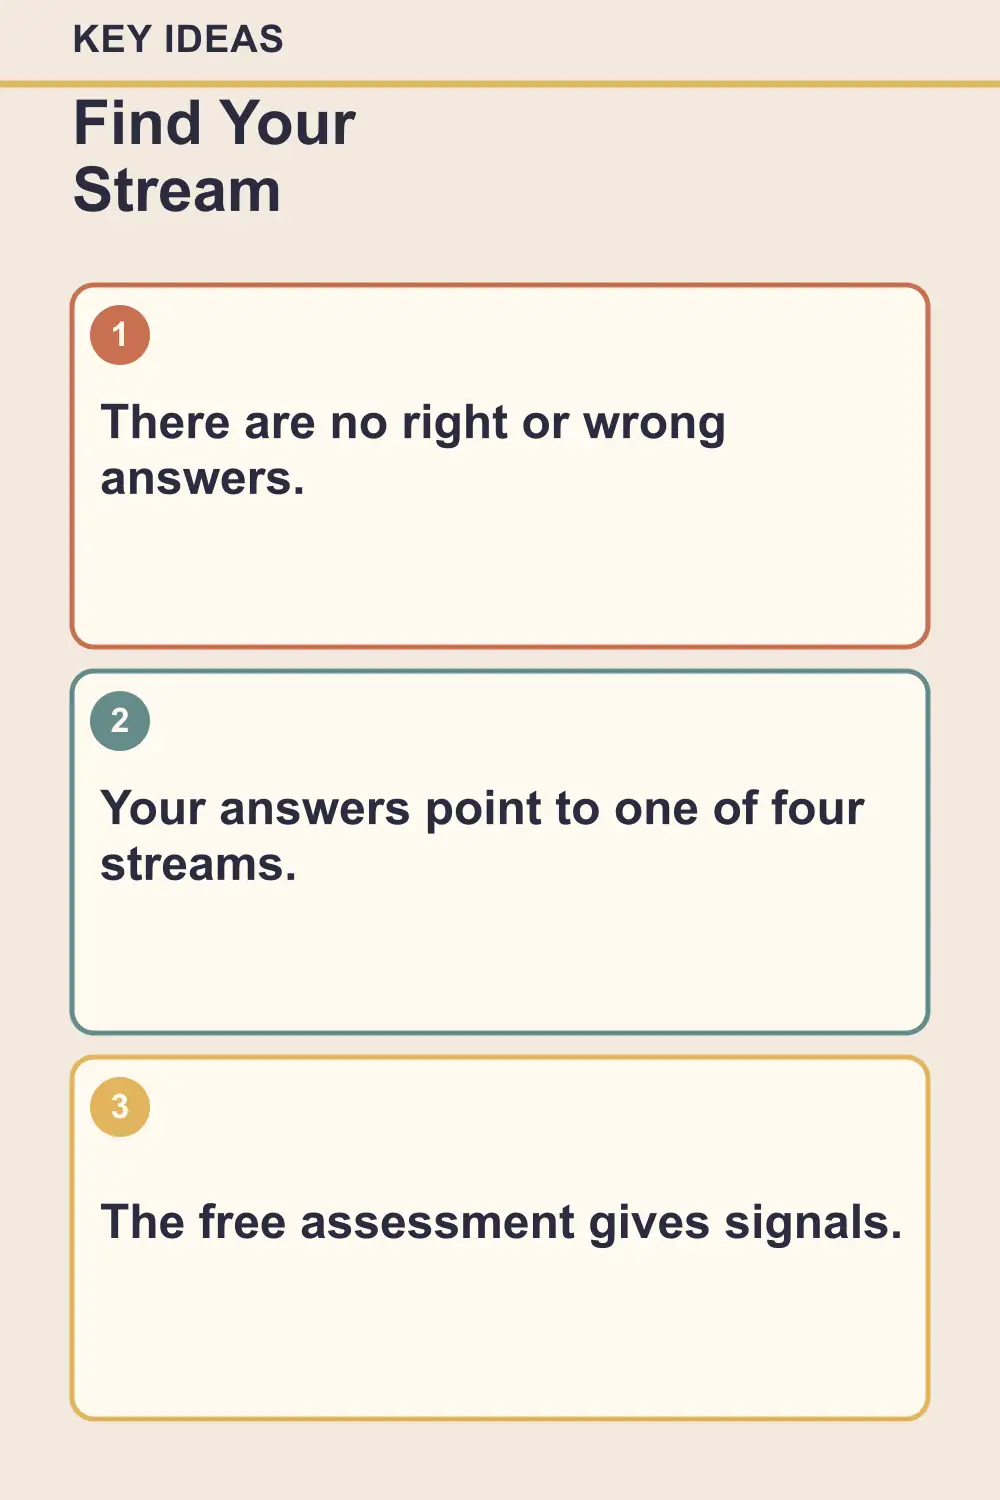 KEY IDEAS
Find Your
Stream
1
There are no right or wrong
answers.
2
Your answers point to one of four
streams.
3
The free assessment gives signals.